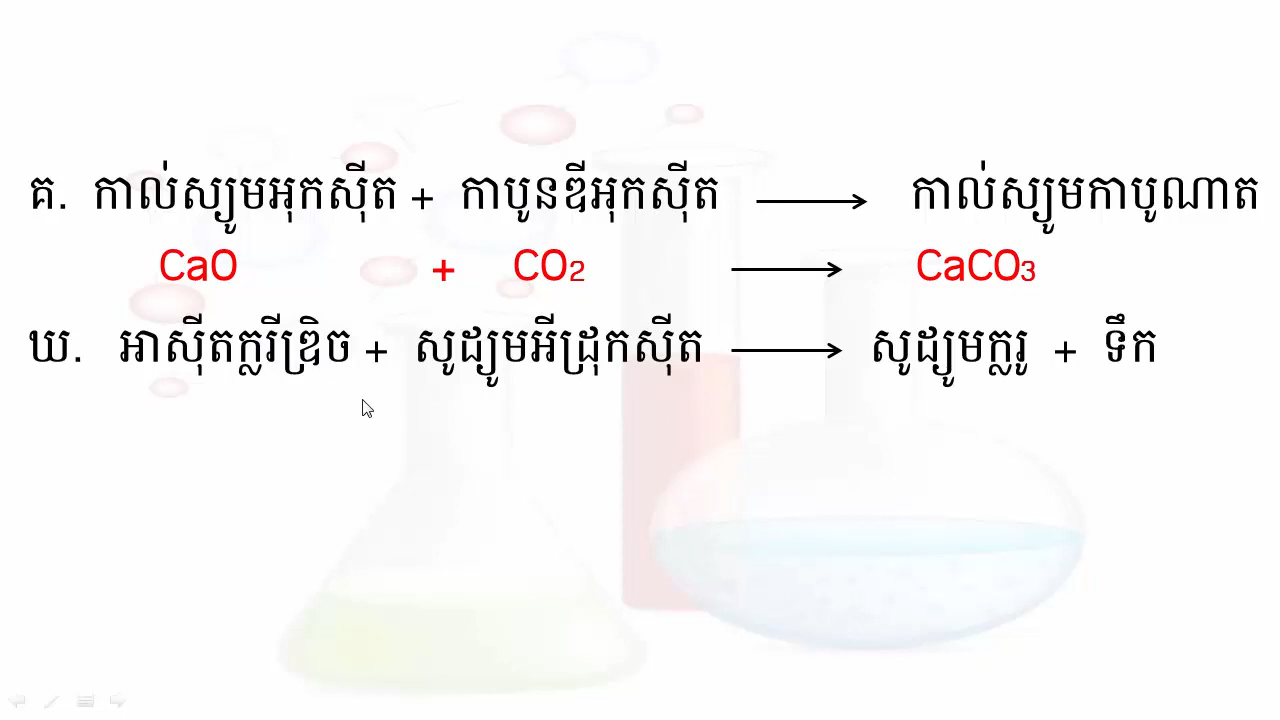 គ. កាល់ស្យូមអុកស៊ីត + កាបូនឌីអុកស៊ីត ⟶ កាល់ស្យូមកាបូណាត
CaO + CO₂ ⟶ CaCO₃
ឃ. អាស៊ីតក្លរីឌ្រិច + សូដ្យូមអ៊ីដ្រុកស៊ីត ⟶ សូដ្យូមក្លរួ + ទឹក